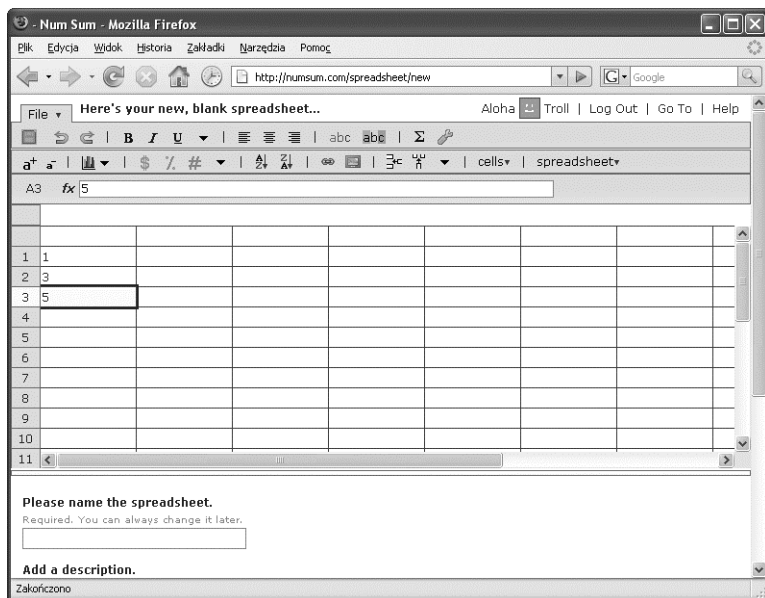 - Num Sum - Mozilla Firefox
Plik Edycja Widok Historia Zakładki Narzędzia Pomoc
http://numsum.com/spreadsheet/new G Google
File Here's your new, blank spreadsheet... Aloha Troll | Log Out | Go To | Help
B I U abc abc Σ
a+ a- $ % # cells spreadsheet
A3 fx 5
1 1
2 3
3 5
4
5
6
7
8
9
10
11
Please name the spreadsheet.
Required. You can always change it later.
Add a description.
Zakończono